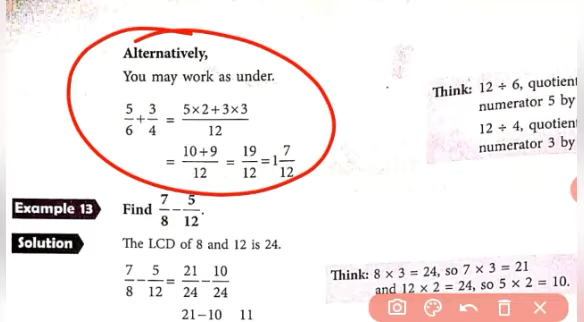 Alternatively,
You may work as under.
5/6 + 3/4 = 5×2+3×3/12
= 10+9/12 = 19/12 = 1 7/12
Think: 12 ÷ 6, quotient
numerator 5 by
12 ÷ 4, quotient
numerator 3 by
Example 13
Find 7/8 − 5/12.
Solution
The LCD of 8 and 12 is 24.
7/8 − 5/12 = 21/24 − 10/24
21−10 11
Think: 8 × 3 = 24, so 7 × 3 = 21
and 12 × 2 = 24, so 5 × 2 = 10.